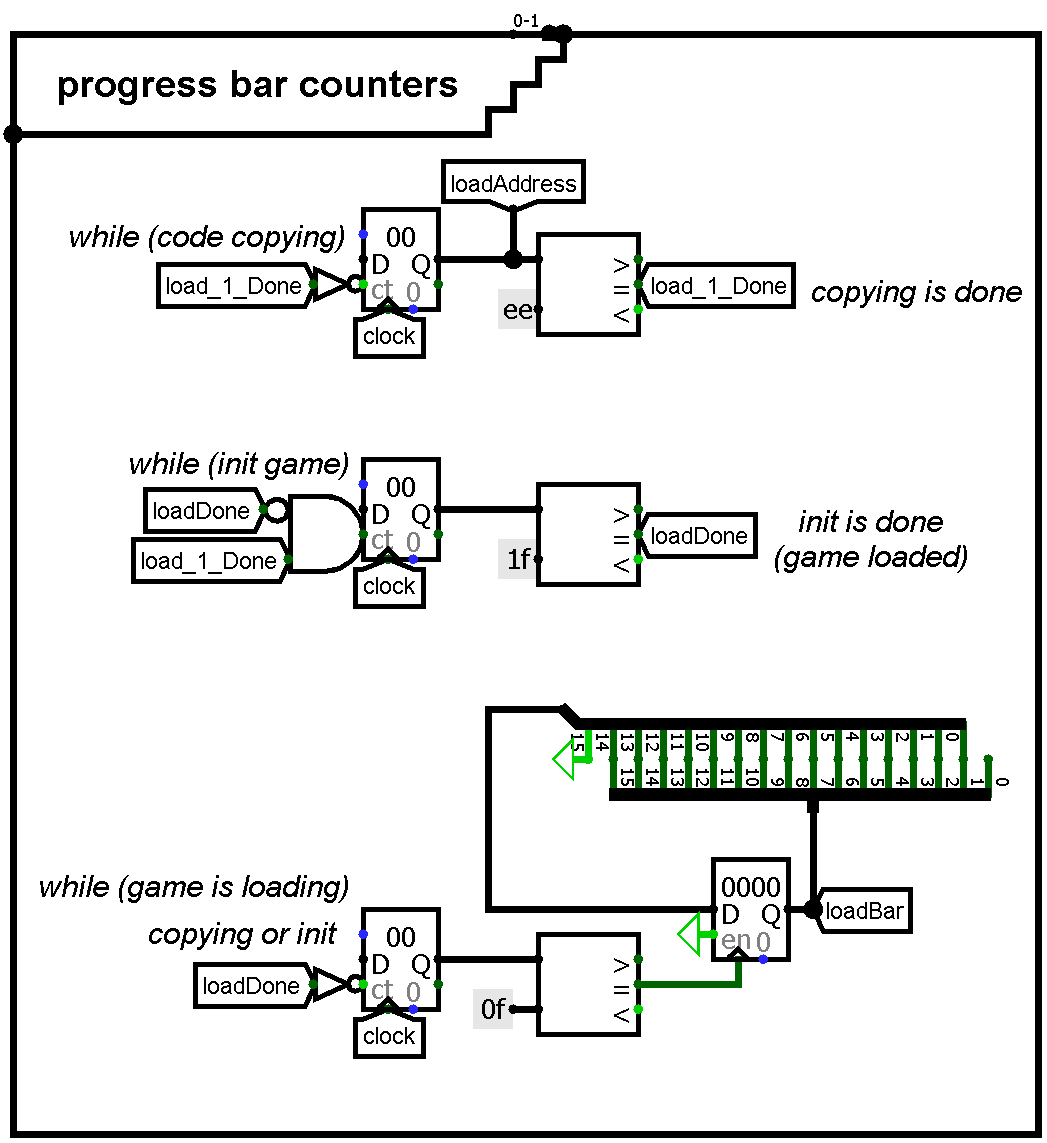 0-1
progress bar counters
loadAddress
while (code copying)
00
D Q
ct 0
load_1_Done
clock
ee
>
=
<
load_1_Done
copying is done
while (init game)
00
D Q
ct 0
loadDone
load_1_Done
clock
1f
>
=
<
loadDone
init is done
(game loaded)
15 14 13 12 11 10 9 8 7 6 5 4 3 2 1 0
15 14 13 12 11 10 9 8 7 6 5 4 3 2 1 0
0000
D Q
en 0
loadBar
while (game is loading)
copying or init
00
D Q
ct 0
loadDone
clock
0f
>
=
<